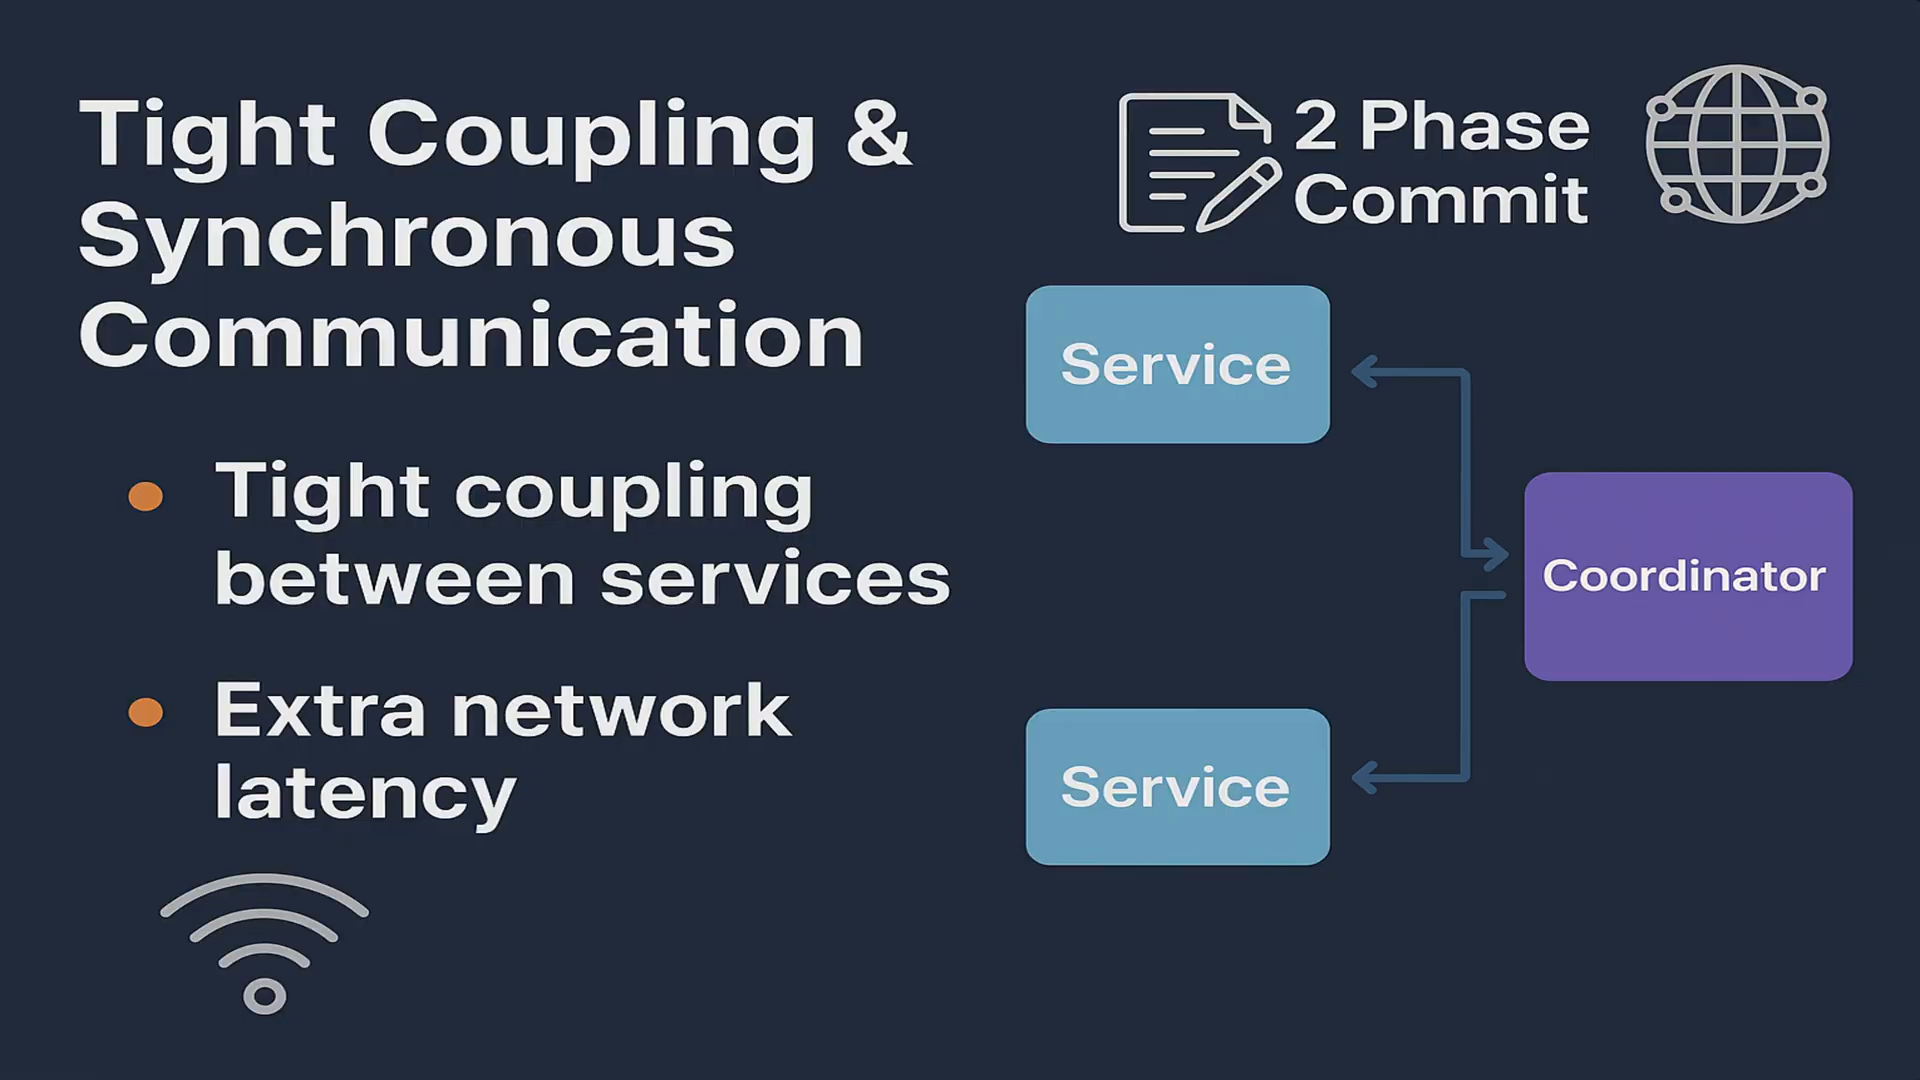 Tight Coupling &
Synchronous
Communication
Tight coupling
between services
Extra network
latency
2 Phase
Commit
Service
Coordinator
Service